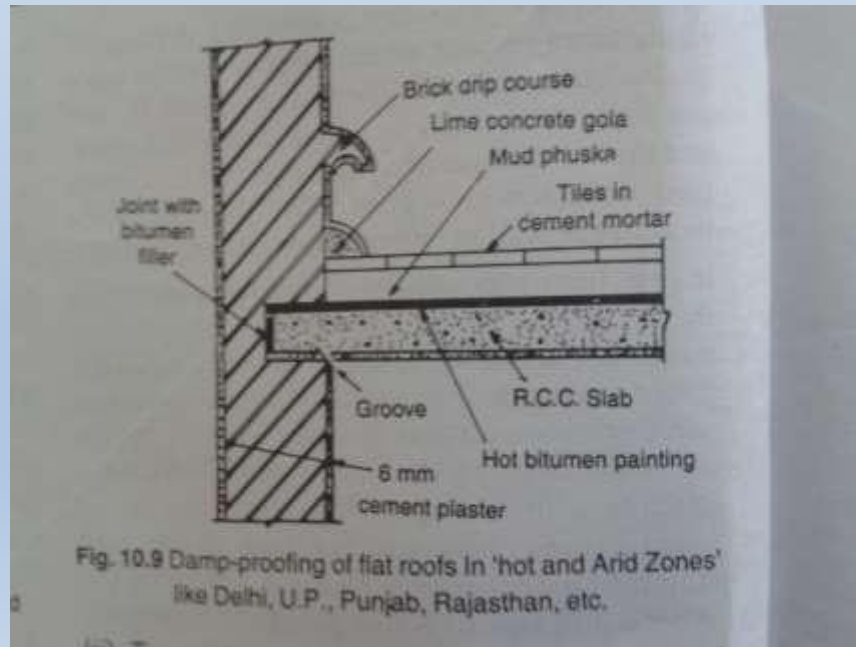 Brick drip course
Lime concrete gola
Mud phuska
Tiles in
cement mortar
Joint with
bitumen
filler
R.C.C. Slab
Groove
Hot bitumen painting
6 mm
cement plaster
Fig. 10.9 Damp-proofing of flat roofs In 'hot and Arid Zones'
like Delhi, U.P., Punjab, Rajasthan, etc.